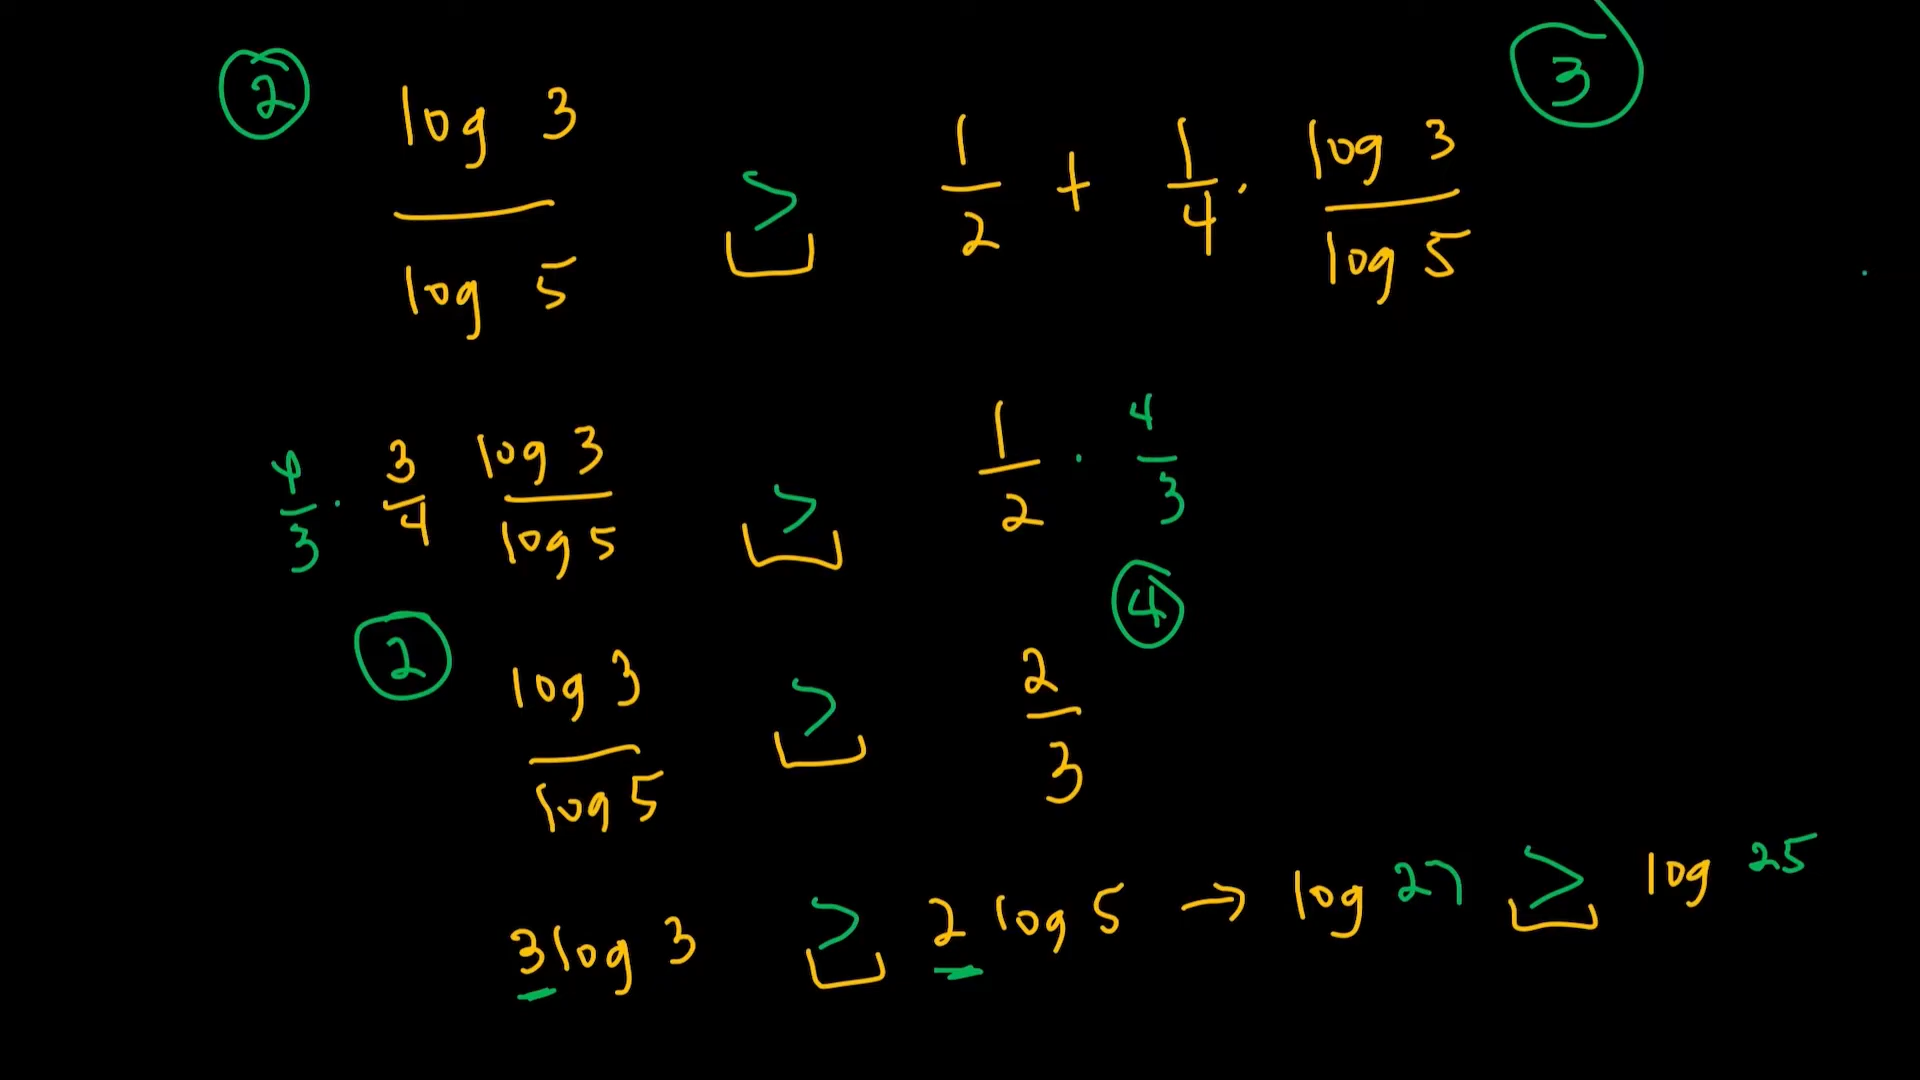 ② log 3 / log 5 > 1/2 + 1/4 · log 3 / log 5 ③
4/3 · 3/4 log 3 / log 5 > 1/2 · 4/3
② log 3 / log 5 > 2/3 ④
3 log 3 > 2 log 5 → log 27 > log 25